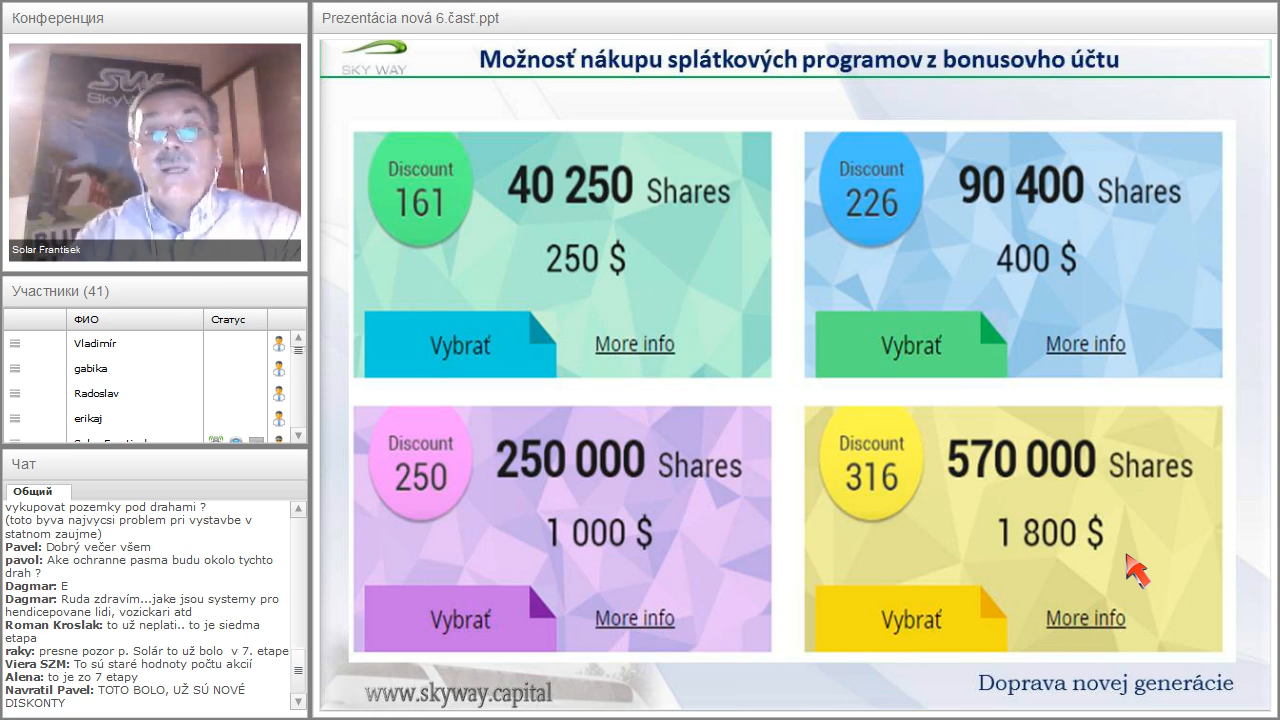 Конференция
SW
SkyW
Solar Frantisek
Участники (41)
ФИО
Статус
Vladimír
gabika
Radoslav
erikaj
Чат
Общий
vykupovat pozemky pod drahami ?
(toto byva najvycsi problem pri vystavbe v
statnom zaujme)
Pavel: Dobrý večer všem
pavol: Ake ochranne pasma budu okolo tychto
drah ?
Dagmar: E
Dagmar: Ruda zdravím...jake jsou systemy pro
hendicepovane lidi, vozickari atd
Roman Kroslak: to už neplati.. to je sieďma
etapa
raky: presne pozor p. Solár to už bolo v 7. etape
Viera SZM: To sú staré hodnoty počtu akcií
Alena: to je zo 7 etapy
Navratil Pavel: TOTO BOLO, UŽ SÚ NOVÉ
DISKONTY
Prezentácia nová 6.časť.ppt
SKY WAY
Možnosť nákupu splátkových programov z bonusovho účtu
Discount
161
40 250 Shares
250 $
Vybrať
More info
Discount
226
90 400 Shares
400 $
Vybrať
More info
Discount
250
250 000 Shares
1 000 $
Vybrať
More info
Discount
316
570 000 Shares
1 800 $
Vybrať
More info
www.skyway.capital
Doprava novej generácie